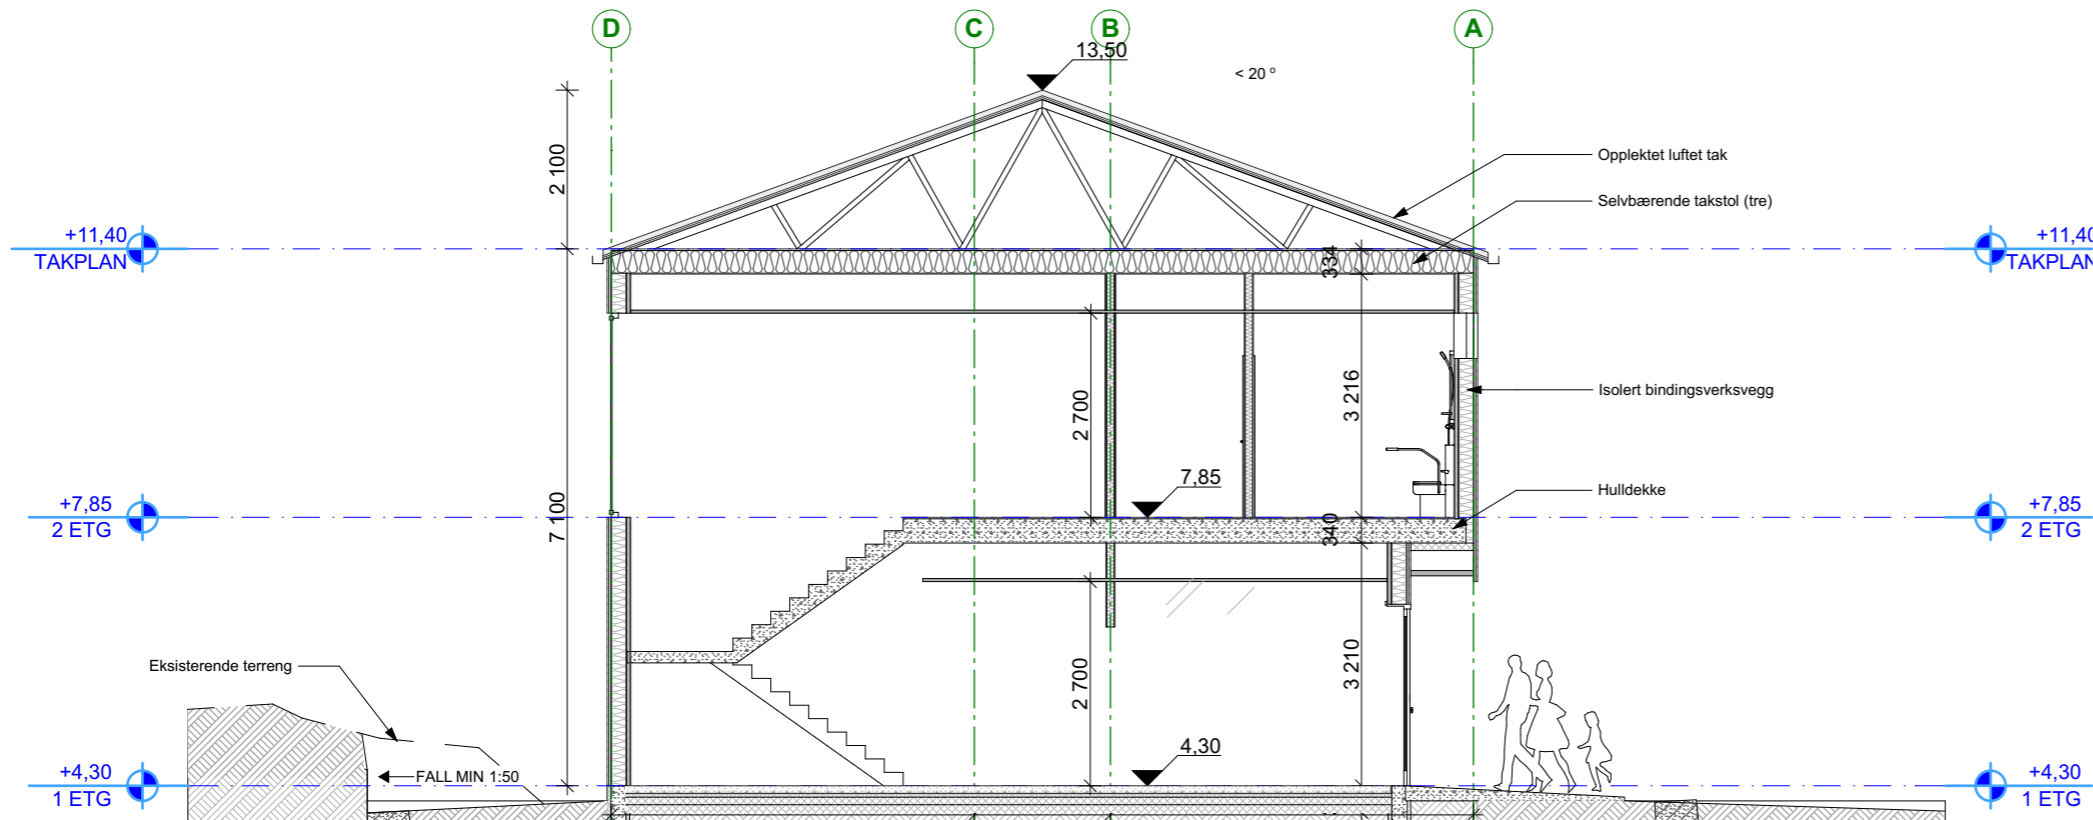 D
C
B
A
13,50
< 20 º
2 100
Opplektet luftet tak
Selvbærende takstol (tre)
+11,40
TAKPLAN
+11,40
TAKPLAN
334
2 700
3 216
Isolert bindingsverksvegg
7,85
Hulldekke
+7,85
2 ETG
7 100
340
+7,85
2 ETG
Eksisterende terreng
2 700
3 210
4,30
FALL MIN 1:50
+4,30
1 ETG
+4,30
1 ETG